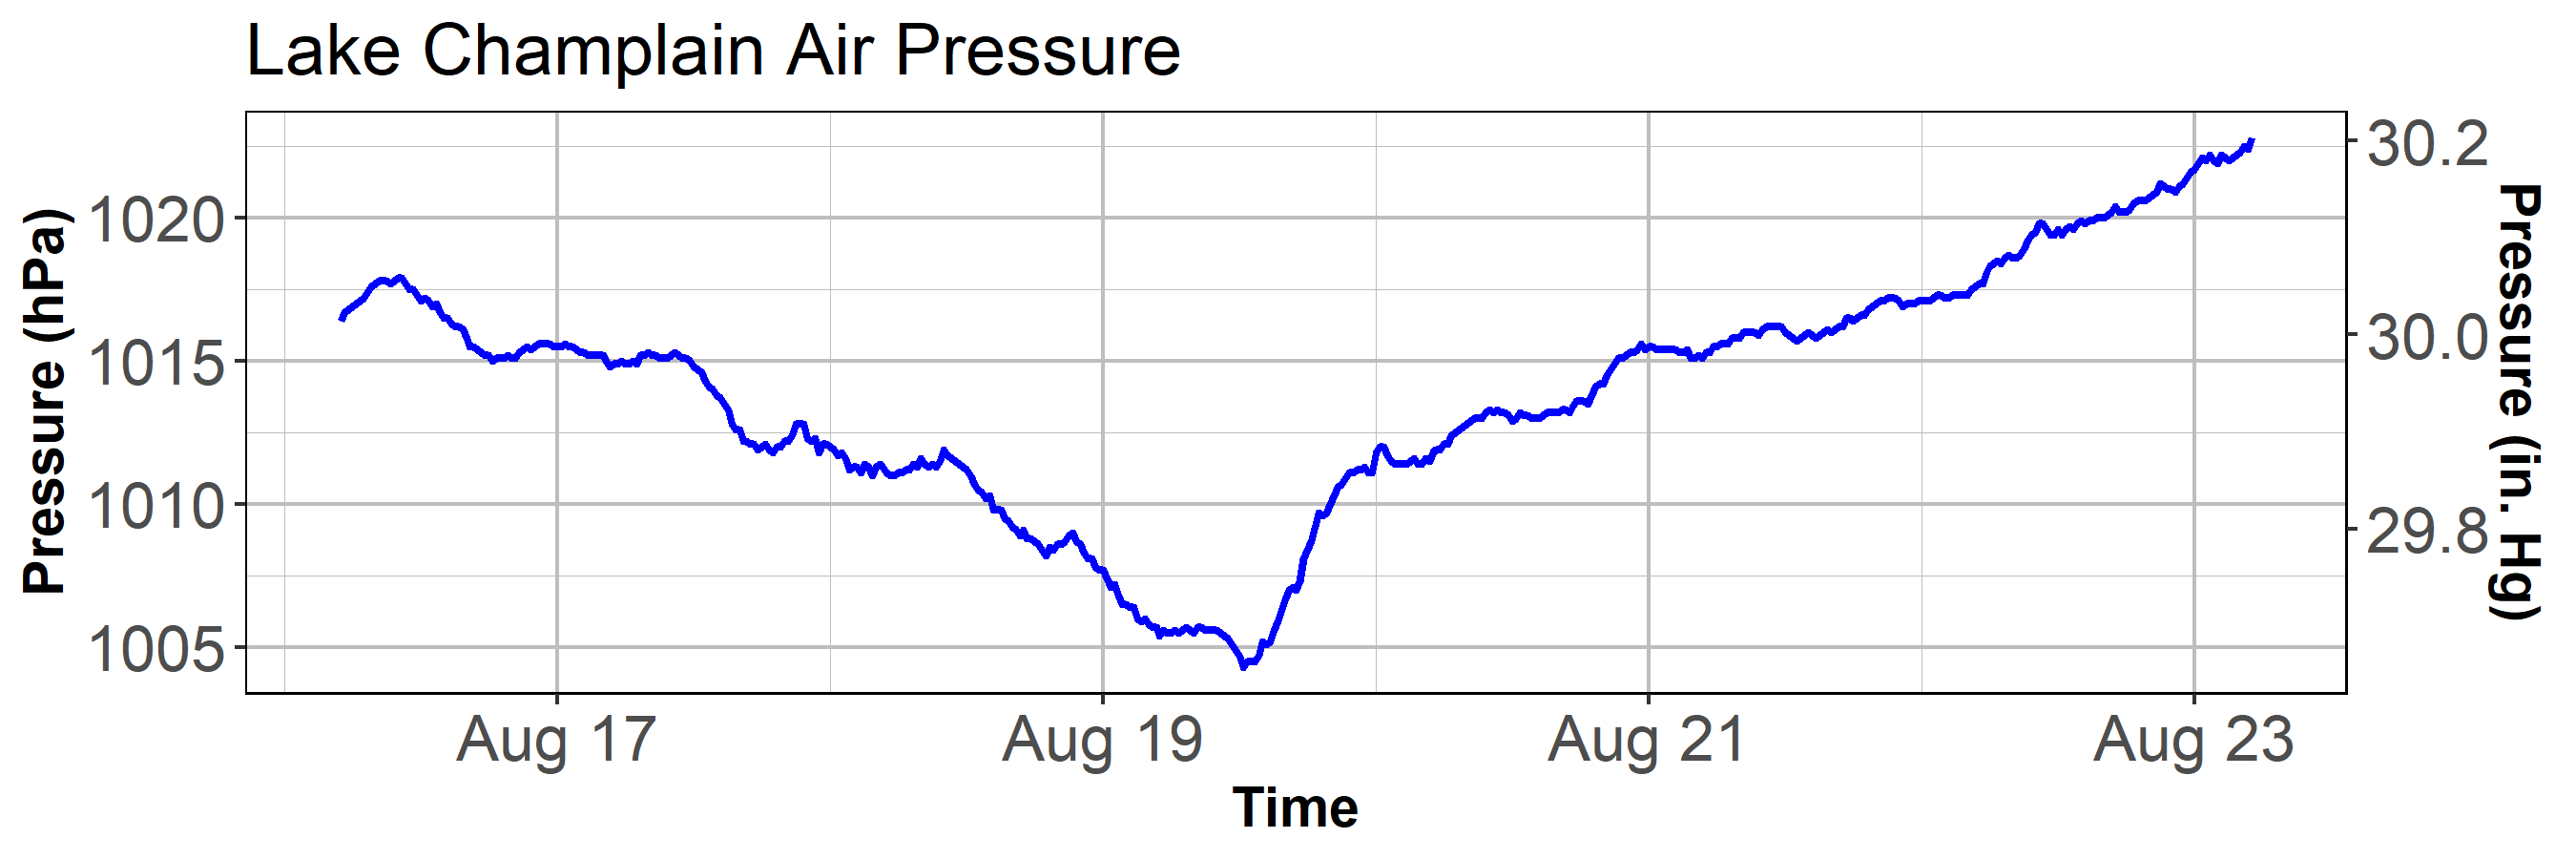 Lake Champlain Air Pressure
Pressure (hPa)
1020
1015
1010
1005
30.2
30.0
29.8
Pressure (in. Hg)
Aug 17
Aug 19
Aug 21
Aug 23
Time